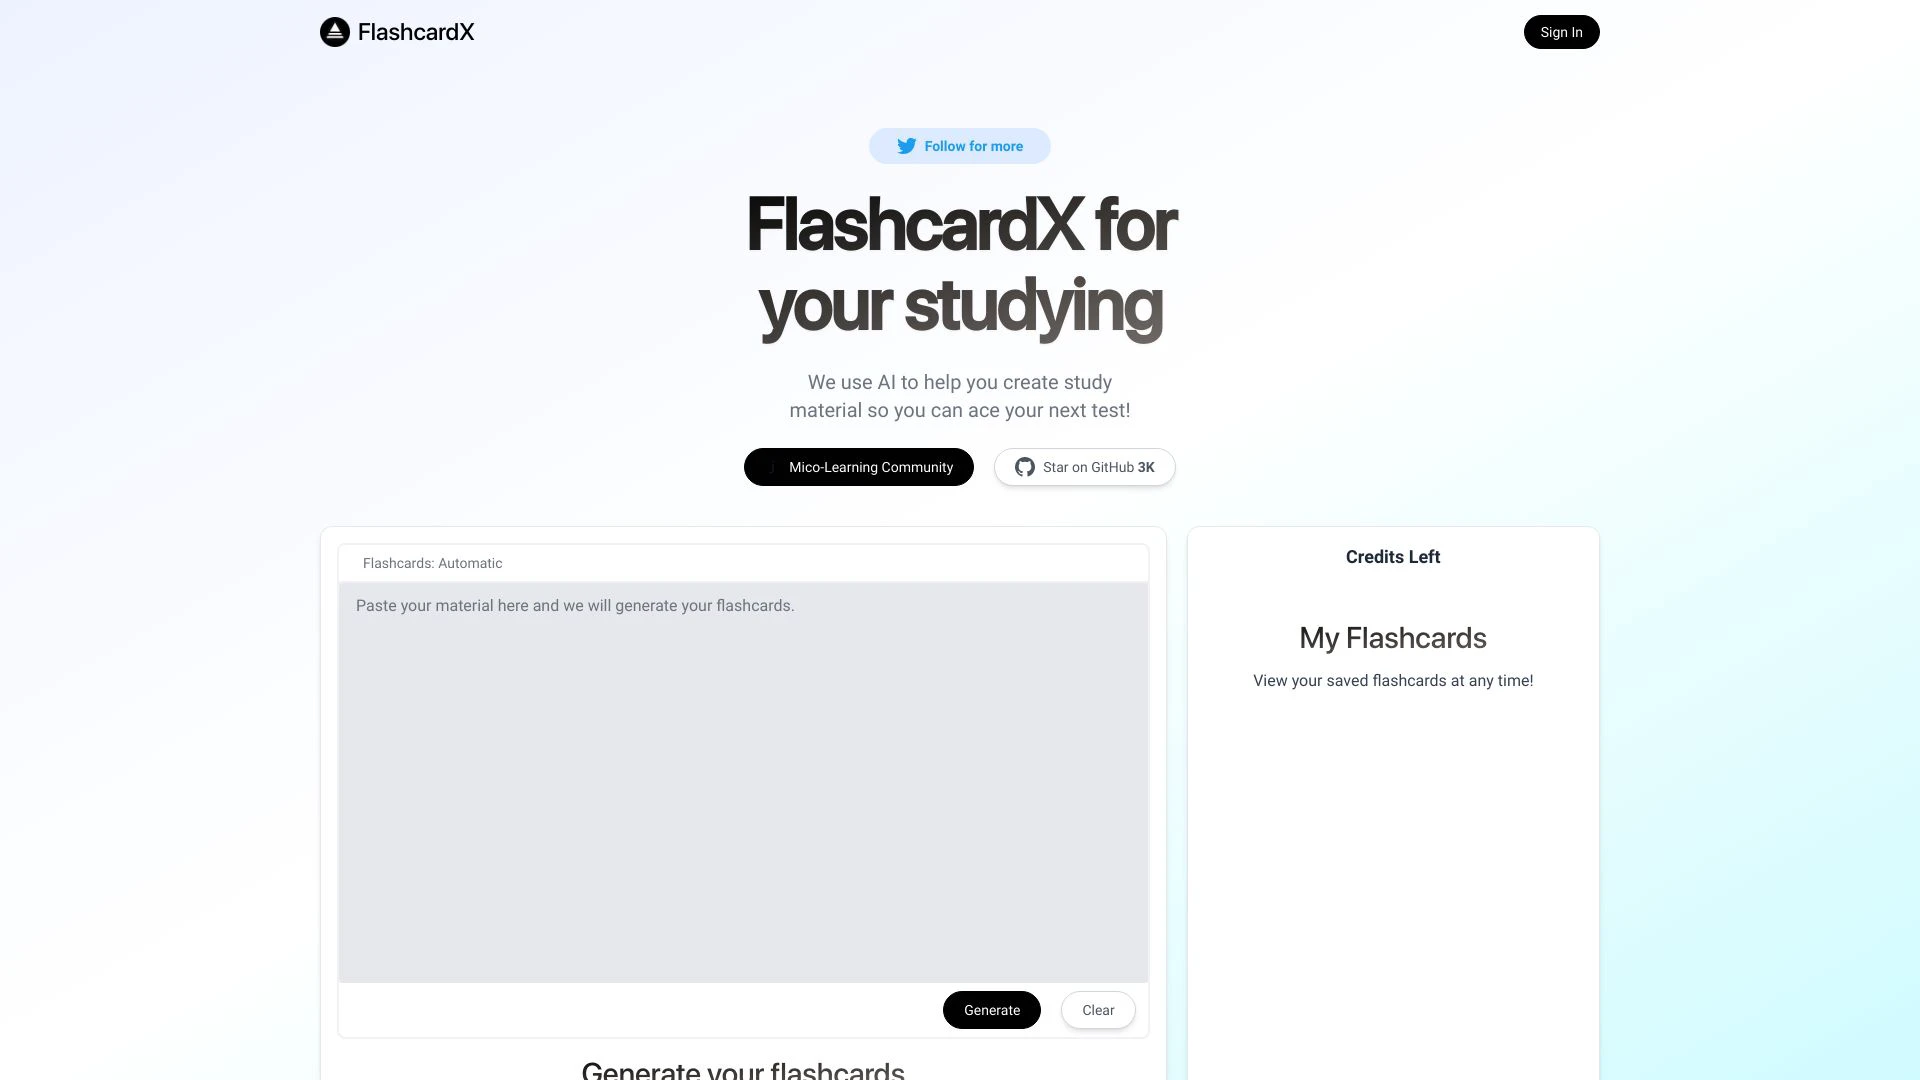 FlashcardX
Sign In
Follow for more
FlashcardX for
your studying
We use AI to help you create study
material so you can ace your next test!
Mico-Learning Community
Star on GitHub 3K
Flashcards: Automatic
Paste your material here and we will generate your flashcards.
Generate
Clear
Generate your flashcards
Credits Left
My Flashcards
View your saved flashcards at any time!